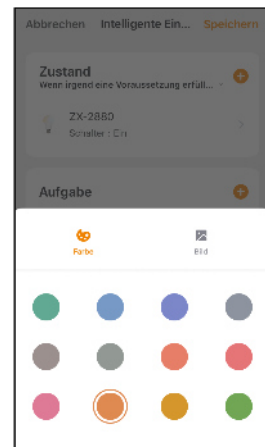 Abbrechen Intelligente Ein... Speichern
Zustand
Wenn irgend eine Voraussetzung erfüll...
ZX-2880
Schalter : Ein
Aufgabe
Farbe Bild